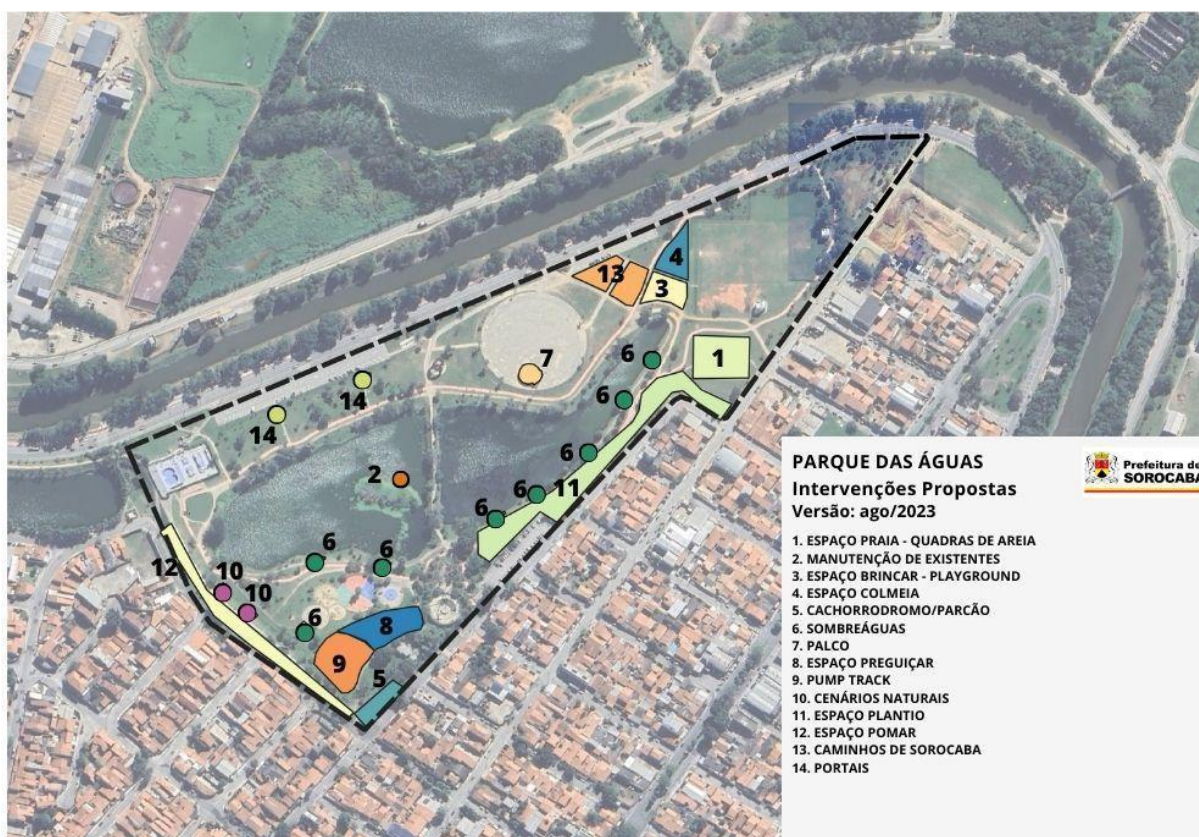 4
13
3
7
6
1
14
6
14
6
2
6
11
6
6
6
12
10
10
6
8
9
5
PARQUE DAS ÁGUAS
Intervenções Propostas
Versão: ago/2023
Prefeitura de
SOROCABA
1. ESPAÇO PRAIA - QUADRAS DE AREIA
2. MANUTENÇÃO DE EXISTENTES
3. ESPAÇO BRINCAR - PLAYGROUND
4. ESPAÇO COLMEIA
5. CACHORRODROMO/PARCÃO
6. SOMBREÁGUAS
7. PALCO
8. ESPAÇO PREGUIÇAR
9. PUMP TRACK
10. CENÁRIOS NATURAIS
11. ESPAÇO PLANTIO
12. ESPAÇO POMAR
13. CAMINHOS DE SOROCABA
14. PORTAIS